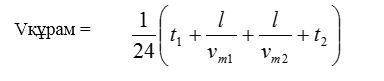 Vқұрам = 1/24 (t₁ + l/vₘ₁ + l/vₘ₂ + t₂)